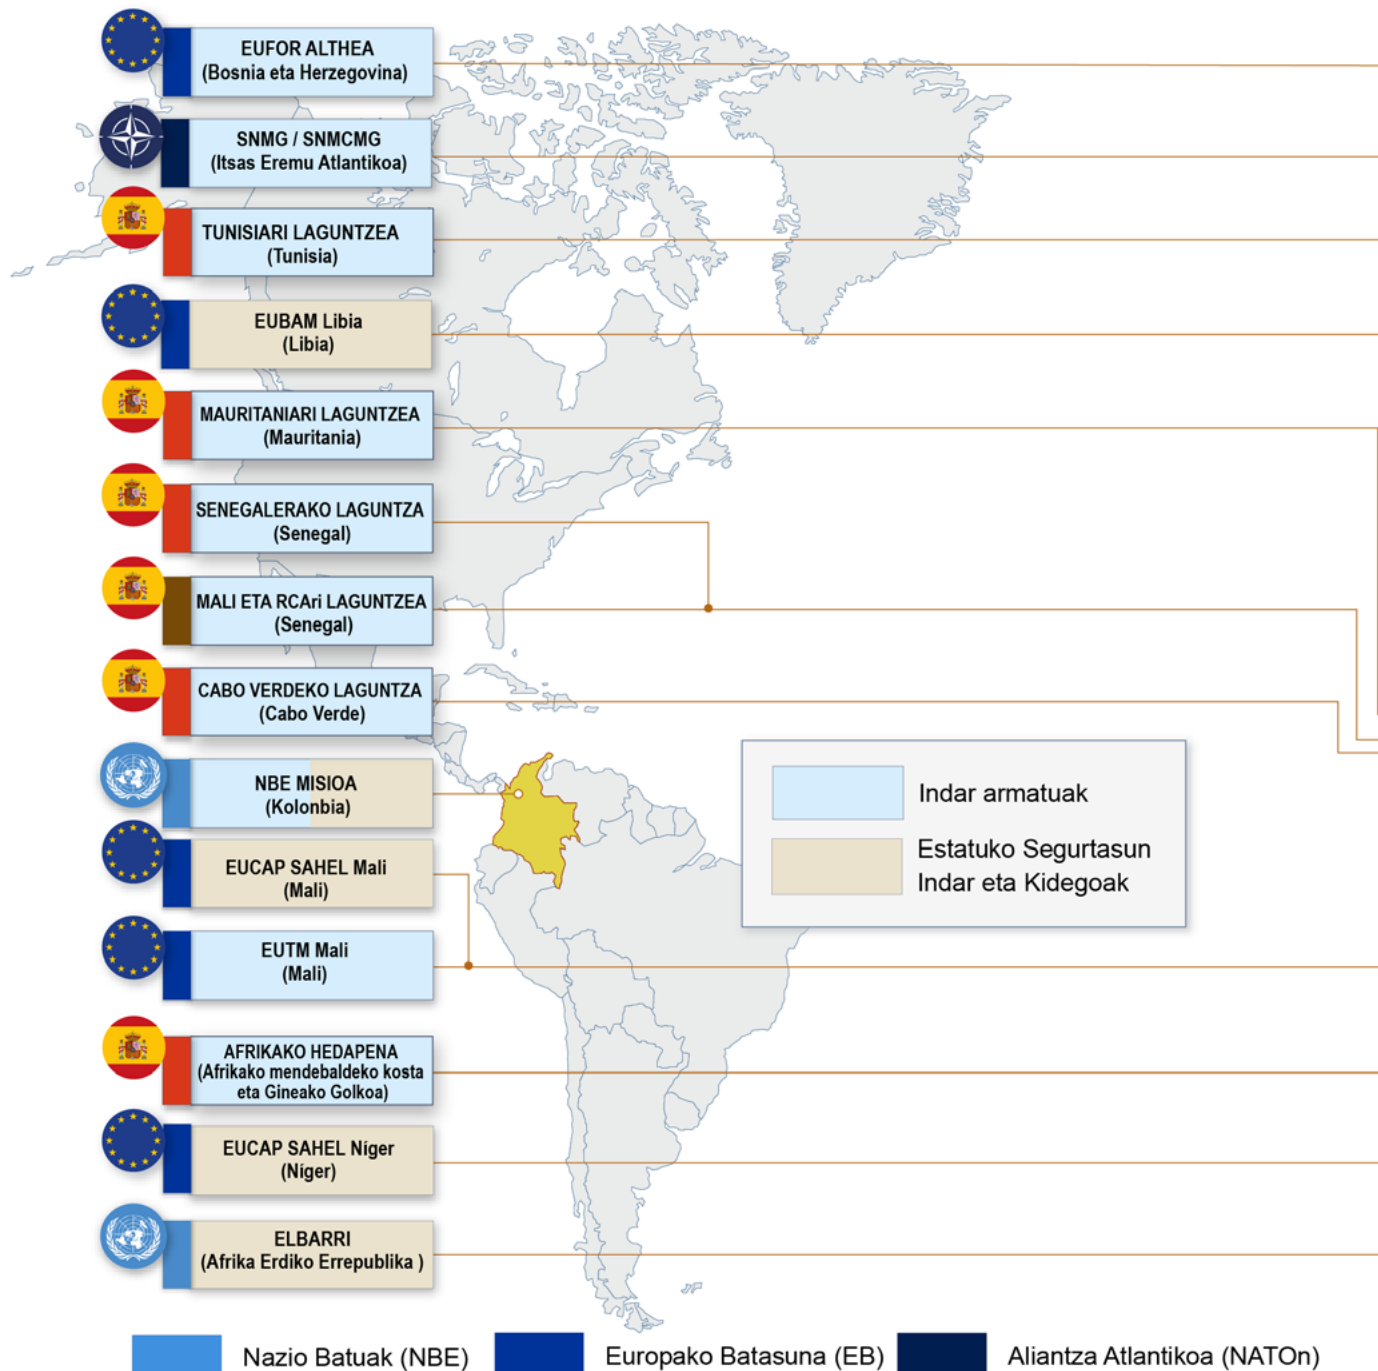 EUFOR ALTHEA
(Bosnia eta Herzegovina)
SNMG / SNMCMG
(Itsas Eremu Atlantikoa)
TUNISIARI LAGUNTZEA
(Tunisia)
EUBAM Libia
(Libia)
MAURITANIARI LAGUNTZEA
(Mauritania)
SENEGALERAKO LAGUNTZA
(Senegal)
MALI ETA RCAri LAGUNTZEA
(Senegal)
CABO VERDEKO LAGUNTZA
(Cabo Verde)
NBE MISIOA
(Kolonbia)
EUCAP SAHEL Mali
(Mali)
EUTM Mali
(Mali)
AFRIKAKO HEDAPENA
(Afrikako mendebaldeko kosta
eta Gineako Golkoa)
EUCAP SAHEL Níger
(Níger)
ELBARRI
(Afrika Erdiko Errepublika )
Indar armatuak
Estatuko Segurtasun
Indar eta Kidegoak
Nazio Batuak (NBE)
Europako Batasuna (EB)
Aliantza Atlantikoa (NATOn)